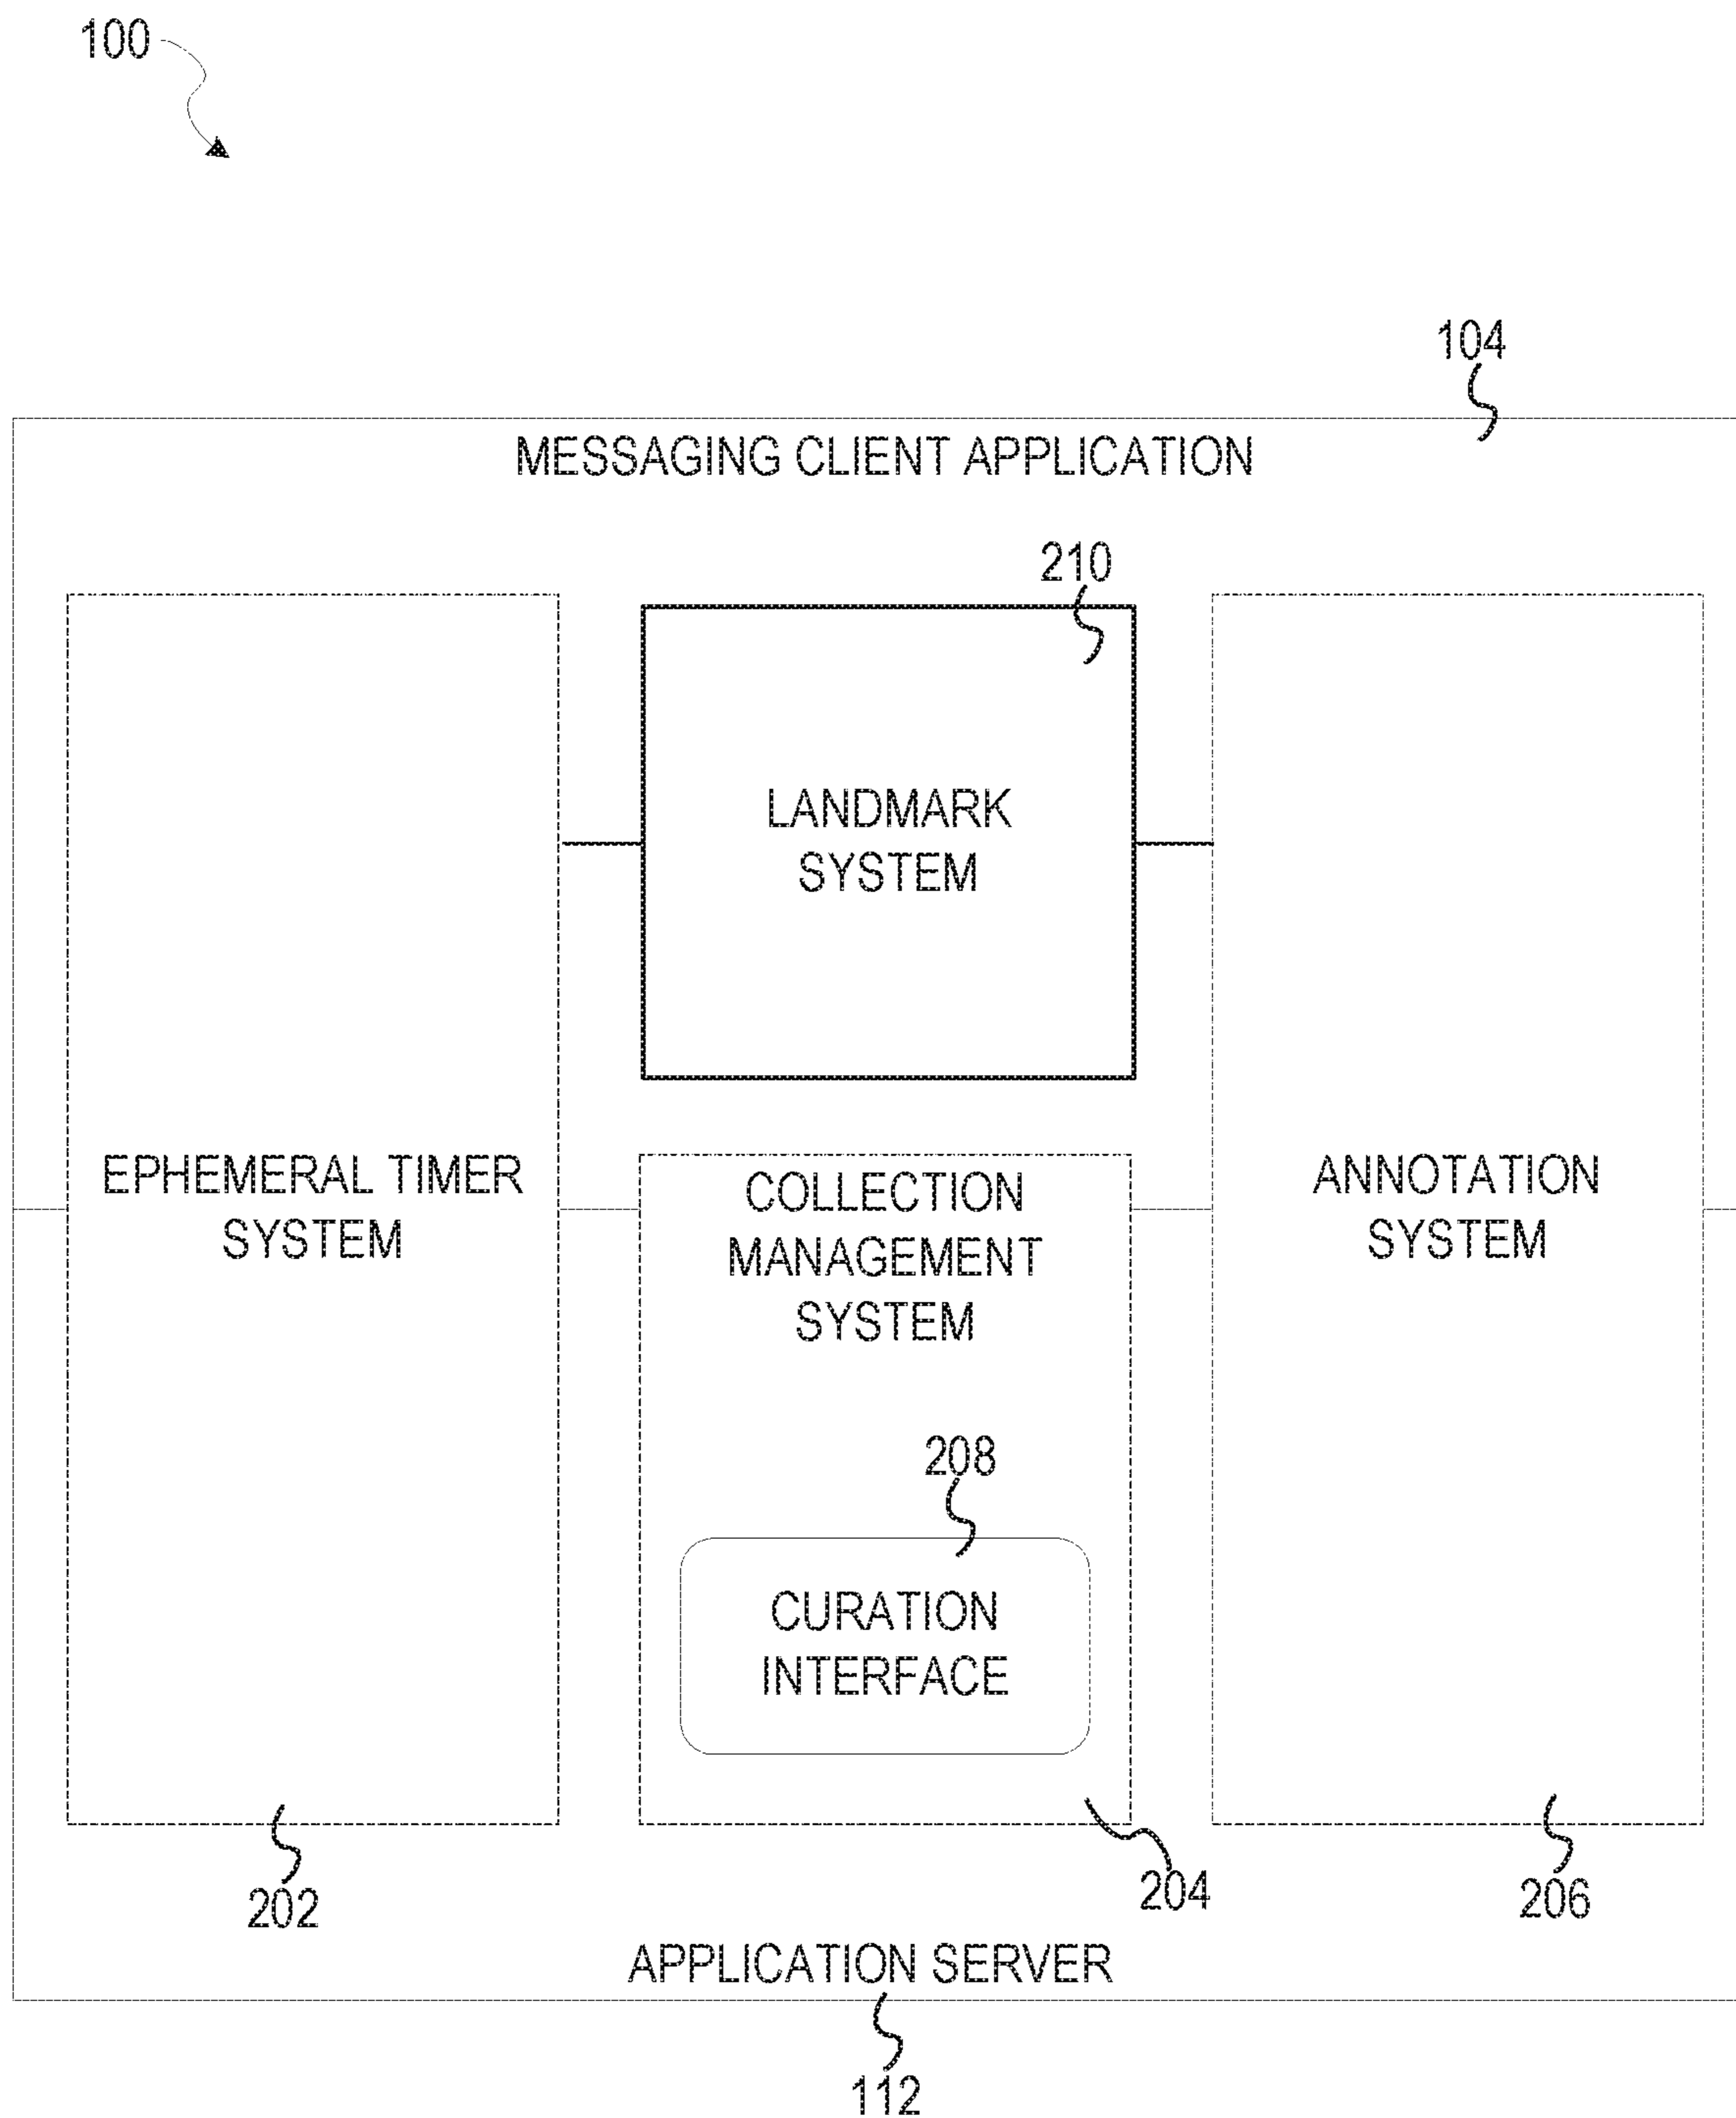 100
104
MESSAGING CLIENT APPLICATION
210
LANDMARK
SYSTEM
EPHEMERAL TIMER
SYSTEM
COLLECTION
MANAGEMENT
SYSTEM
ANNOTATION
SYSTEM
208
CURATION
INTERFACE
202
204
206
APPLICATION SERVER
112